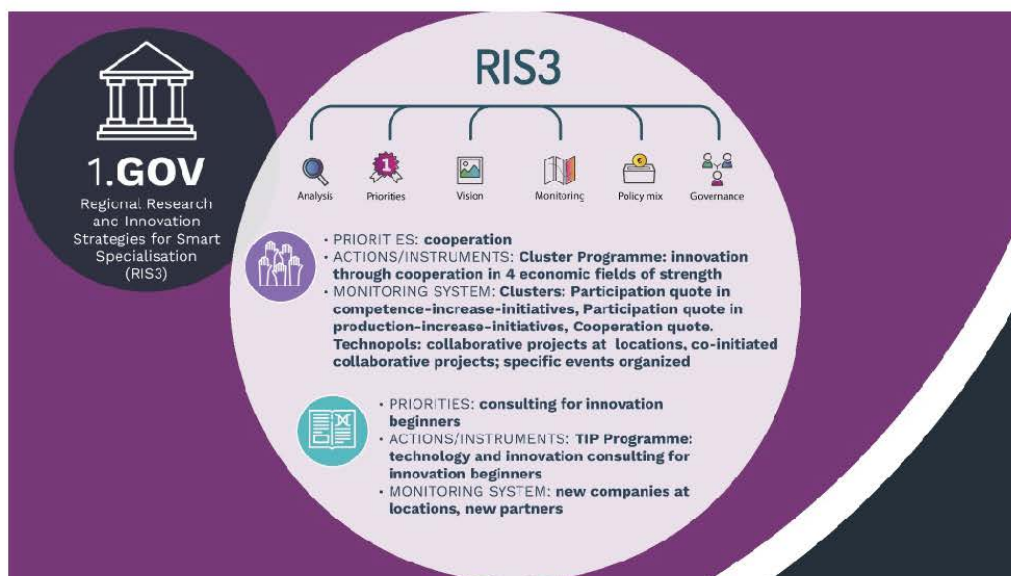 1.GOV
Regional Research
and Innovation
Strategies for Smart
Specialisation
(RIS3)
RIS3
Analysis
Priorities
Vision
Monitoring
Policy mix
Governance
1
• PRIORIT ES: cooperation
• ACTIONS/INSTRUMENTS: Cluster Programme: innovation
through cooperation in 4 economic fields of strength
• MONITORING SYSTEM: Clusters: Participation quote in
competence-increase-initiatives, Participation quote in
production-increase-initiatives, Cooperation quote.
Technopols: collaborative projects at locations, co-initiated
collaborative projects; specific events organized
• PRIORITIES: consulting for innovation
beginners
• ACTIONS/INSTRUMENTS: TIP Programme:
technology and innovation consulting for
innovation beginners
• MONITORING SYSTEM: new companies at
locations, new partners